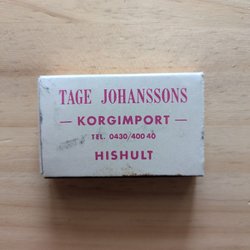 TAGE JOHANSSONS
— KORGIMPORT —
TEL. 0430/400 40
HISHULT